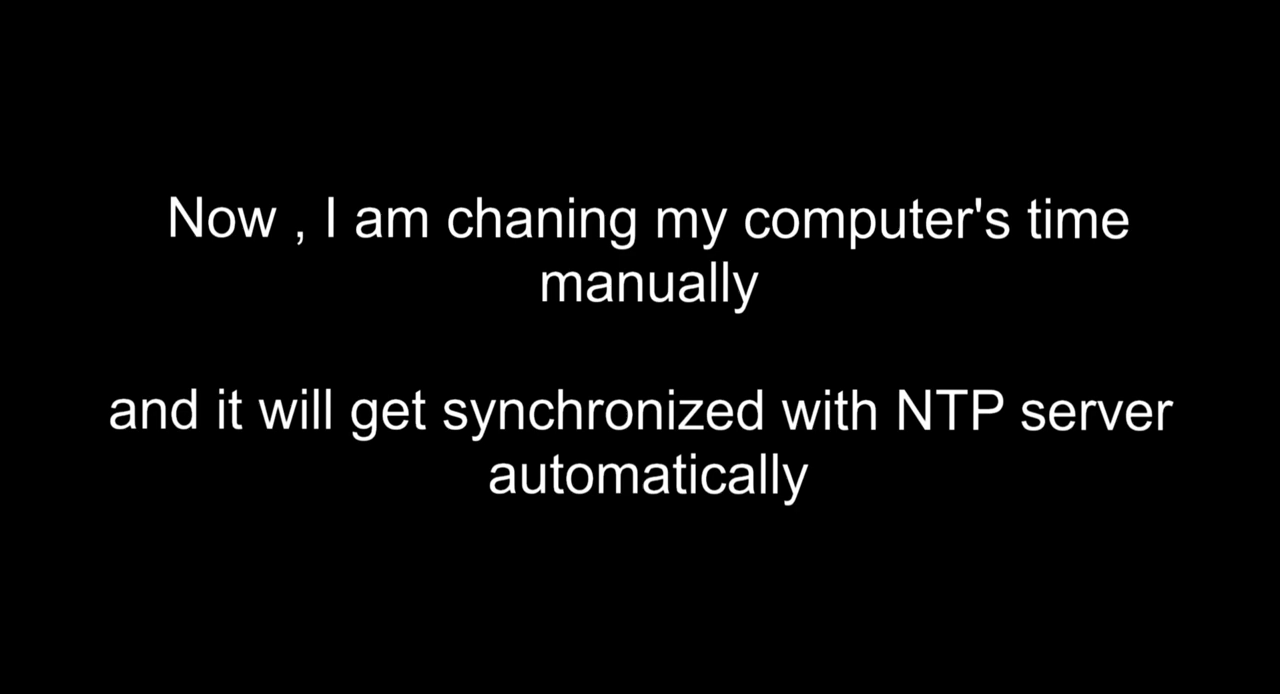 Now , I am chaning my computer's time
manually
and it will get synchronized with NTP server
automatically